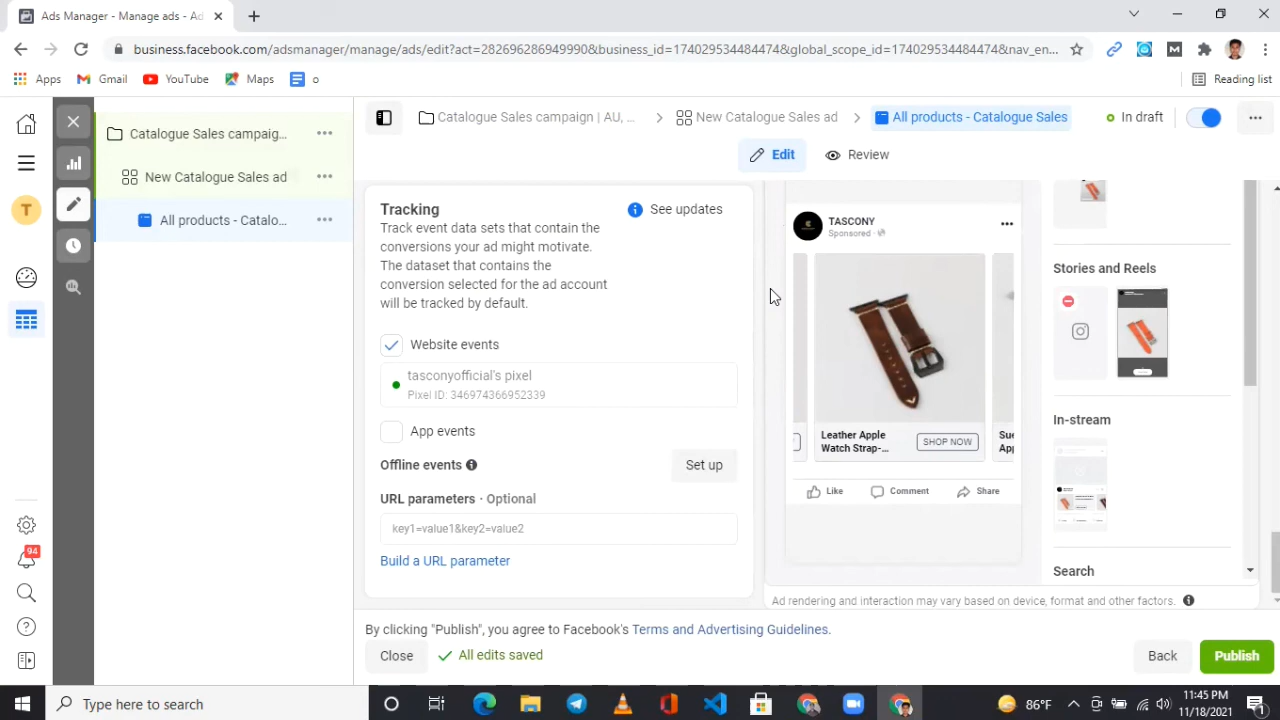 Ads Manager - Manage ads - Ad
business.facebook.com/adsmanager/manage/ads/edit?act=282696286949990&business_id=174029534484474&global_scope_id=174029534484474&nav_en...
Apps
Gmail
YouTube
Maps
o
Reading list
Catalogue Sales campaig...
New Catalogue Sales ad
All products - Catalo...
T
94
Catalogue Sales campaign | AU, ...
New Catalogue Sales ad
All products - Catalogue Sales
In draft
Edit
Review
Tracking
See updates
Track event data sets that contain the
conversions your ad might motivate.
The dataset that contains the
conversion selected for the ad account
will be tracked by default.
Website events
tasconyofficial's pixel
Pixel ID: 346974366952339
App events
Offline events
Set up
URL parameters · Optional
key1=value1&key2=value2
Build a URL parameter
TASCONY
Sponsored ·
Leather Apple
Watch Strap-...
SHOP NOW
Sue
App
Like
Comment
Share
Stories and Reels
In-stream
Search
Ad rendering and interaction may vary based on device, format and other factors.
By clicking "Publish", you agree to Facebook's Terms and Advertising Guidelines.
Close
All edits saved
Back
Publish
Type here to search
86°F
11:45 PM
11/18/2021
1